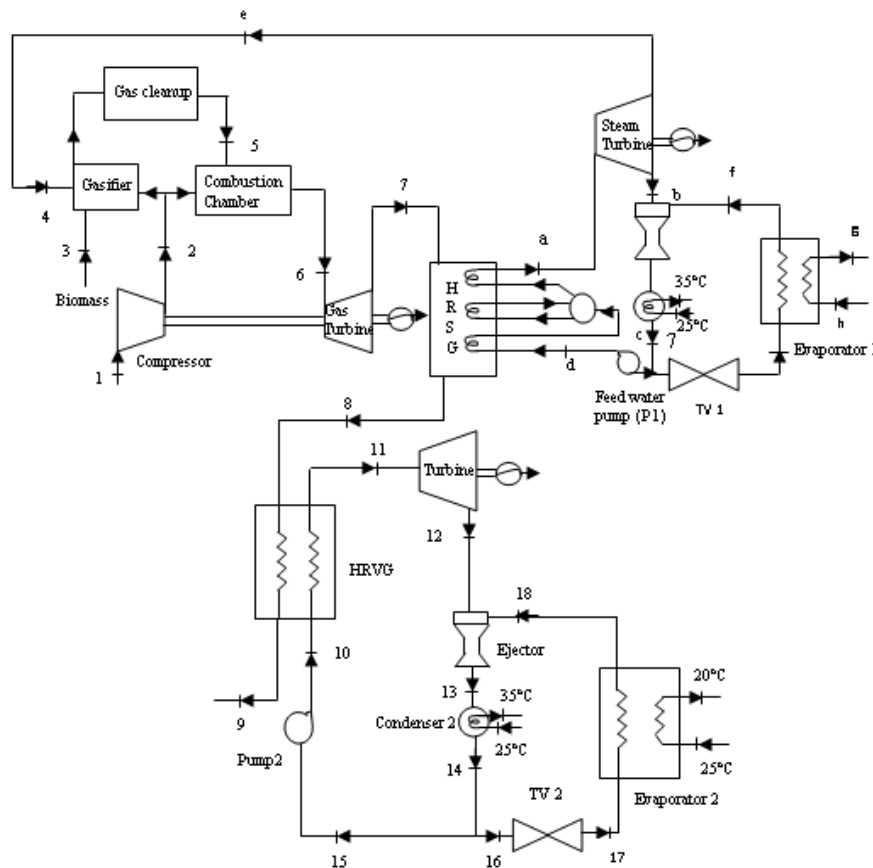 e
Gas cleanup
Steam
Turbine
5
Gasifier
Combustion
Chamber
7
b
f
4
a
3
2
6
H
R
S
G
35°C
25°C
g
h
Biomass
Gas
Turbine
c
7
Evaporator 1
1
Compressor
d
Feed water
pump (P1)
TV 1
8
11
Turbine
12
HRVG
18
10
Ejector
13
35°C
20°C
9
Condenser 2
25°C
25°C
Pump2
14
TV 2
Evaporator 2
15
16
17